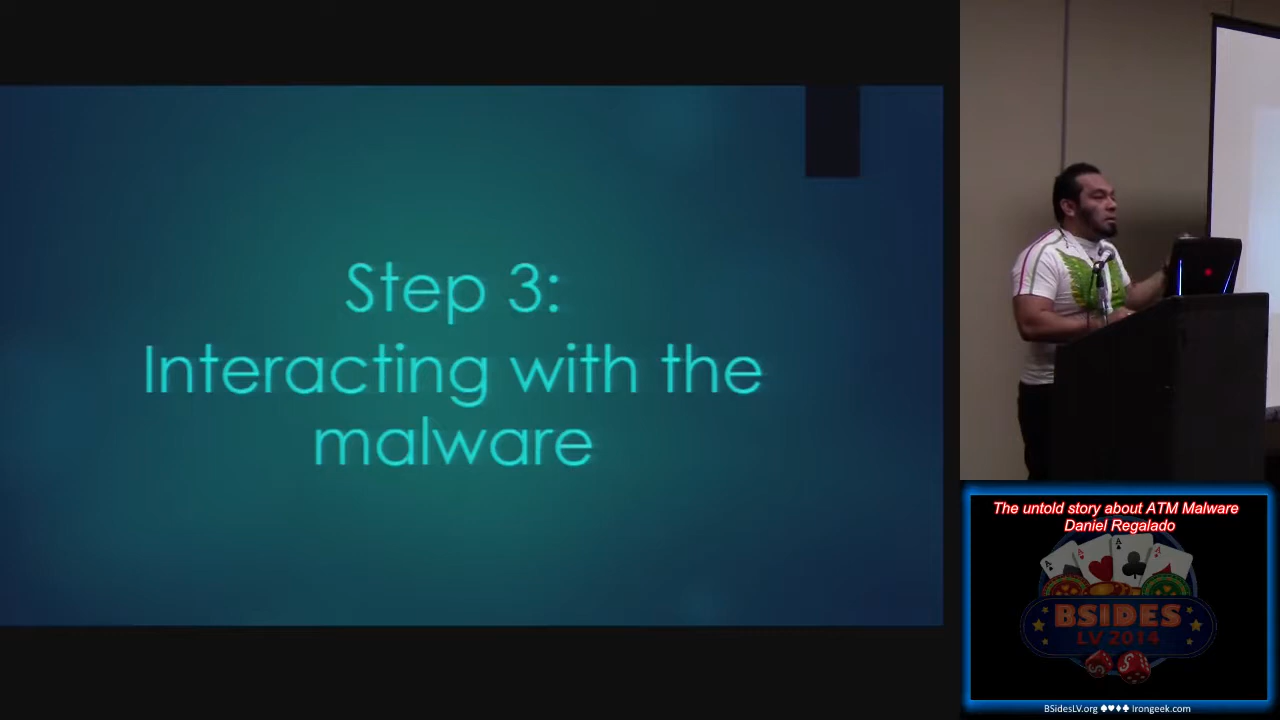 Step 3:
Interacting with the
malware
The untold story about ATM Malware
Daniel Regalado
A A A A
BSIDES
LV 2014
BSidesLV.org ♠♥♦♣ Irongeek.com